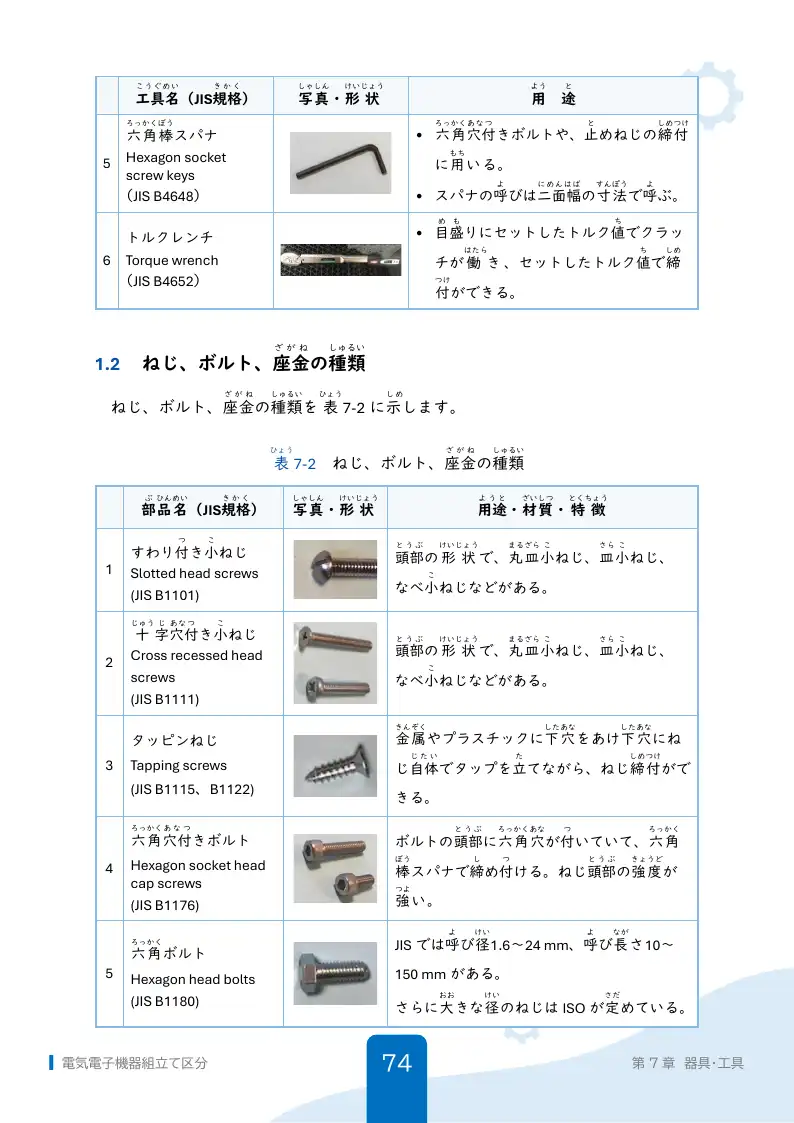 工具名（JIS規格）
写真・形状
用途
5
六角棒スパナ
Hexagon socket
screw keys
（JIS B4648）
• 六角穴付きボルトや、止めねじの締付
に用いる。
• スパナの呼びは二面幅の寸法で呼ぶ。
6
トルクレンチ
Torque wrench
（JIS B4652）
• 目盛りにセットしたトルク値でクラッ
チが働き、セットしたトルク値で締
付ができる。
1.2 ねじ、ボルト、座金の種類
ねじ、ボルト、座金の種類を表7-2に示します。
表7-2 ねじ、ボルト、座金の種類
部品名（JIS規格）
写真・形状
用途・材質・特徴
1
すわり付き小ねじ
Slotted head screws
(JIS B1101)
頭部の形状で、丸皿小ねじ、皿小ねじ、
なべ小ねじなどがある。
2
十字穴付き小ねじ
Cross recessed head
screws
(JIS B1111)
頭部の形状で、丸皿小ねじ、皿小ねじ、
なべ小ねじなどがある。
3
タッピンねじ
Tapping screws
(JIS B1115、B1122)
金属やプラスチックに下穴をあけ下穴にね
じ自体でタップを立てながら、ねじ締付がで
きる。
4
六角穴付きボルト
Hexagon socket head
cap screws
(JIS B1176)
ボルトの頭部に六角穴が付いていて、六角
棒スパナで締め付ける。ねじ頭部の強度が
強い。
5
六角ボルト
Hexagon head bolts
(JIS B1180)
JISでは呼び径1.6～24 mm、呼び長さ10～
150 mmがある。
さらに大きな径のねじはISOが定めている。
電気電子機器組立て区分
74
第7章 器具･工具